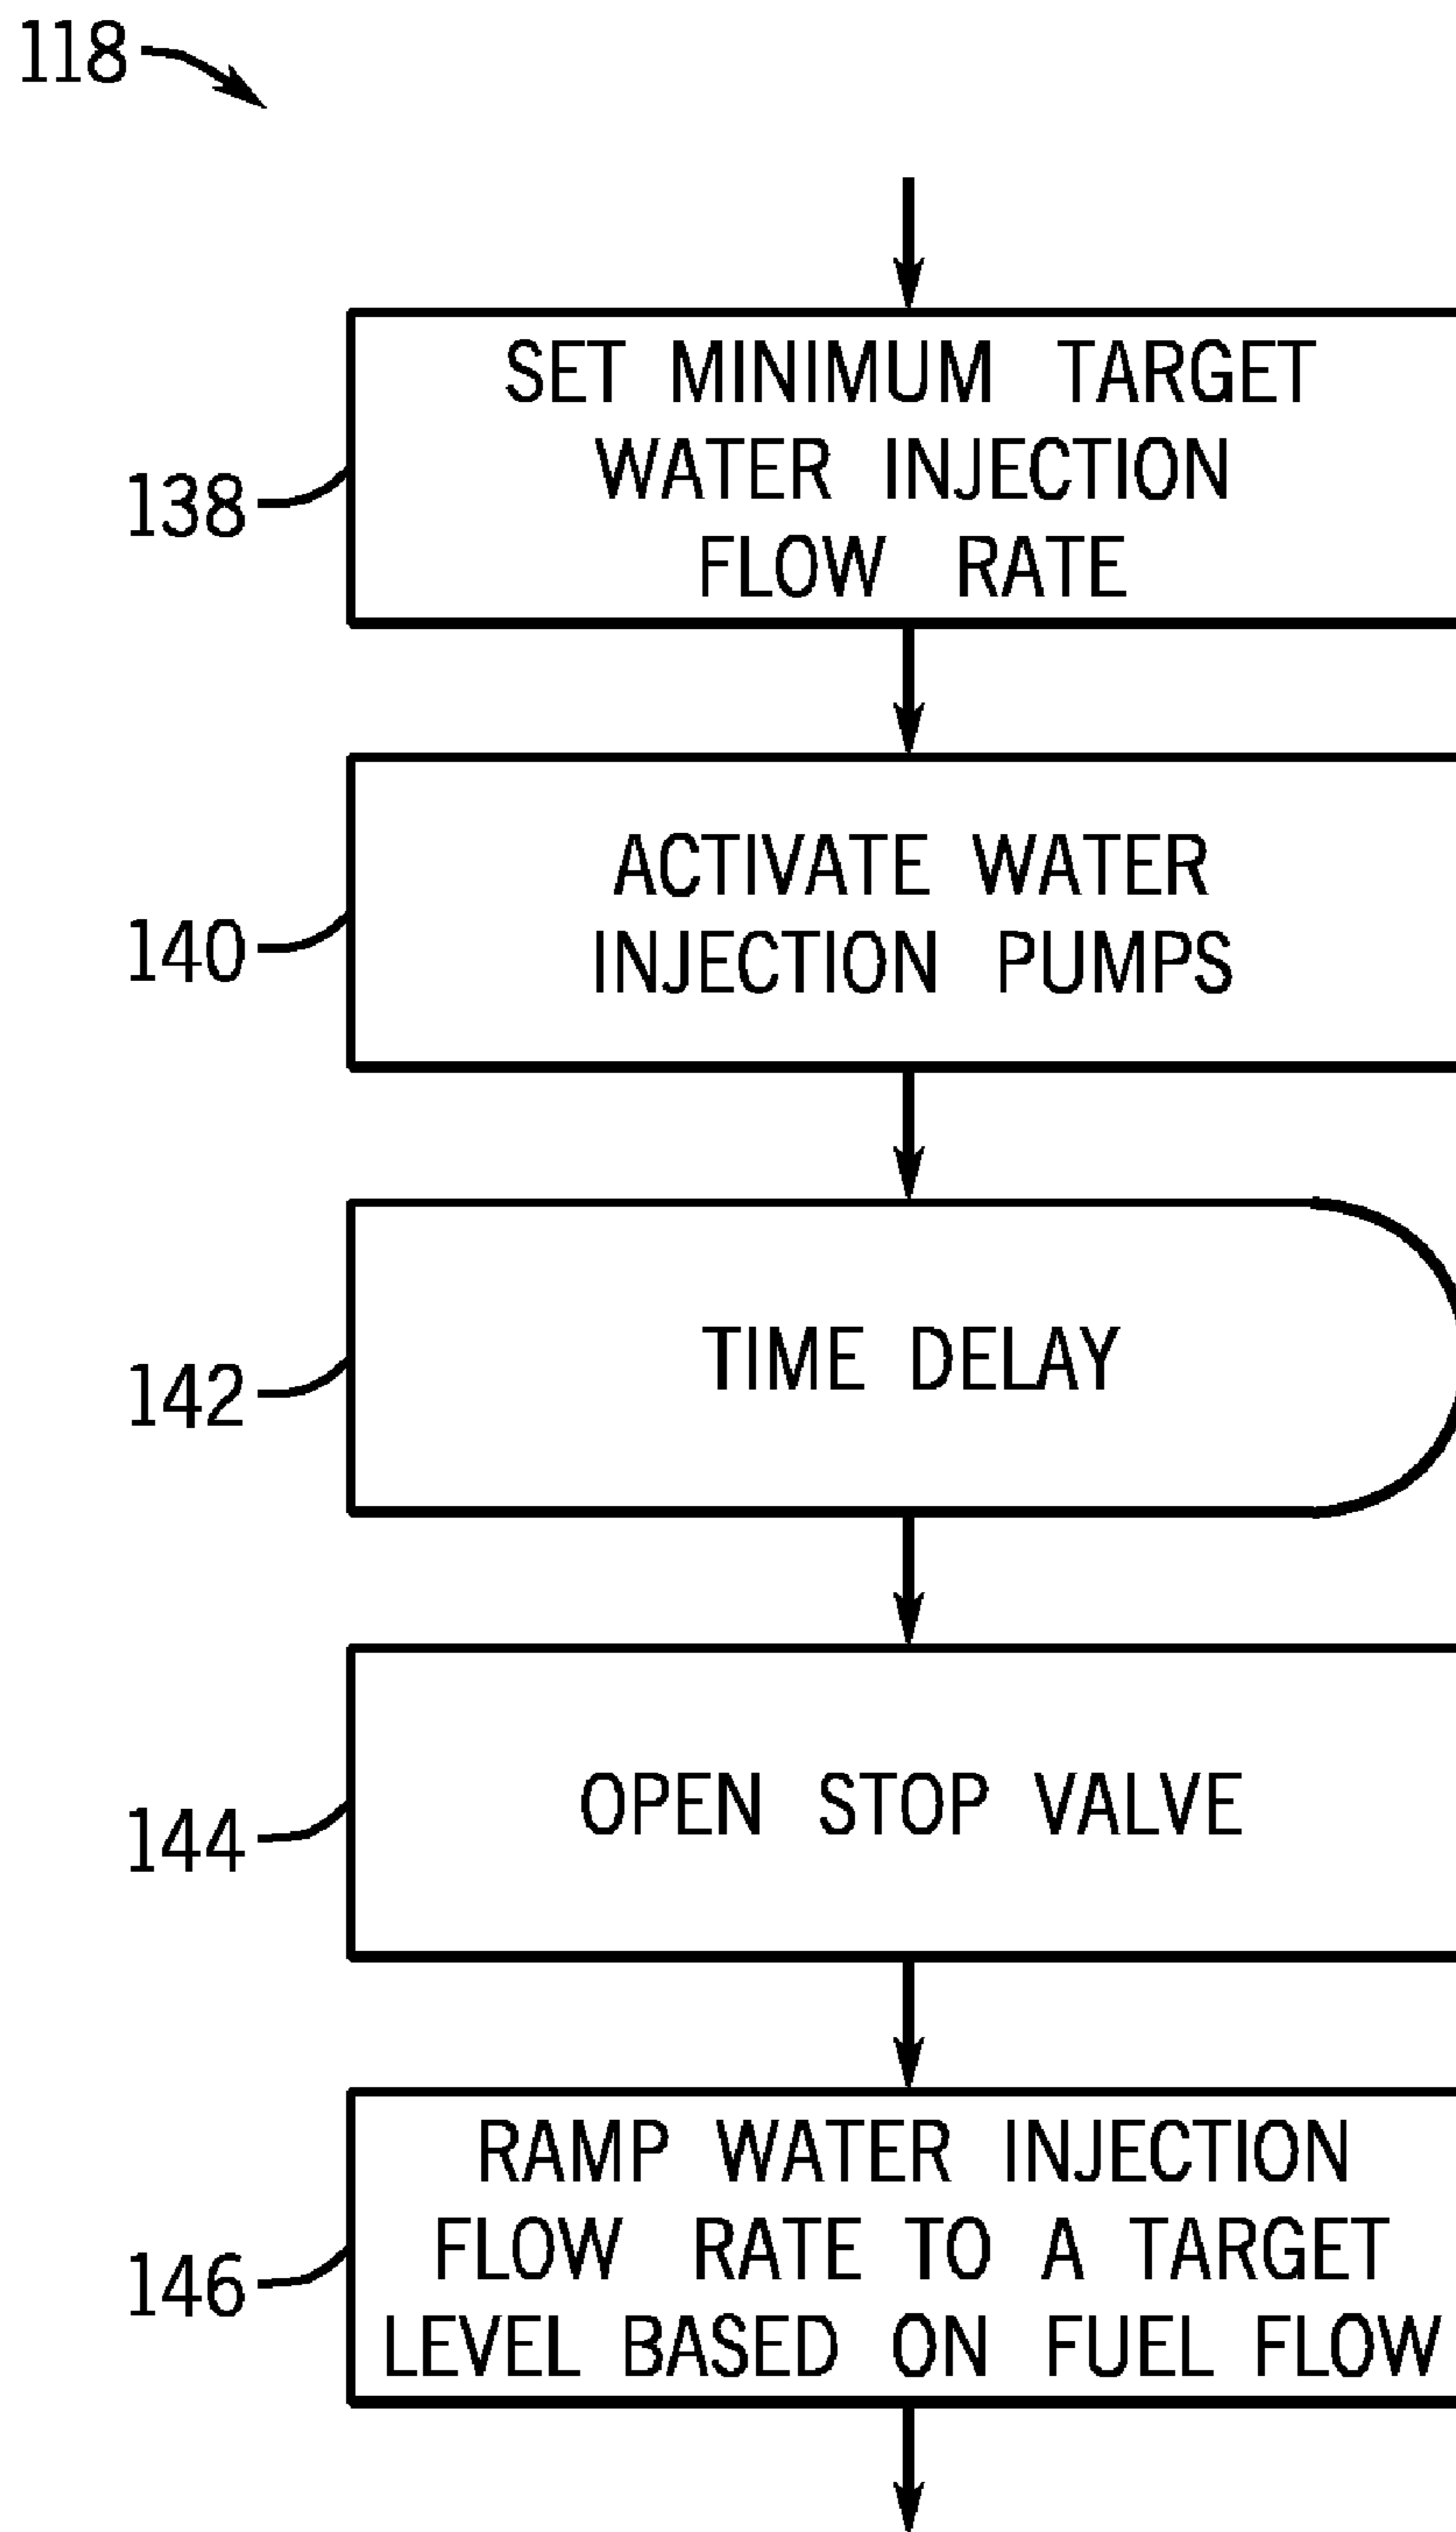 118
138
SET MINIMUM TARGET
WATER INJECTION
FLOW RATE
140
ACTIVATE WATER
INJECTION PUMPS
142
TIME DELAY
144
OPEN STOP VALVE
146
RAMP WATER INJECTION
FLOW RATE TO A TARGET
LEVEL BASED ON FUEL FLOW